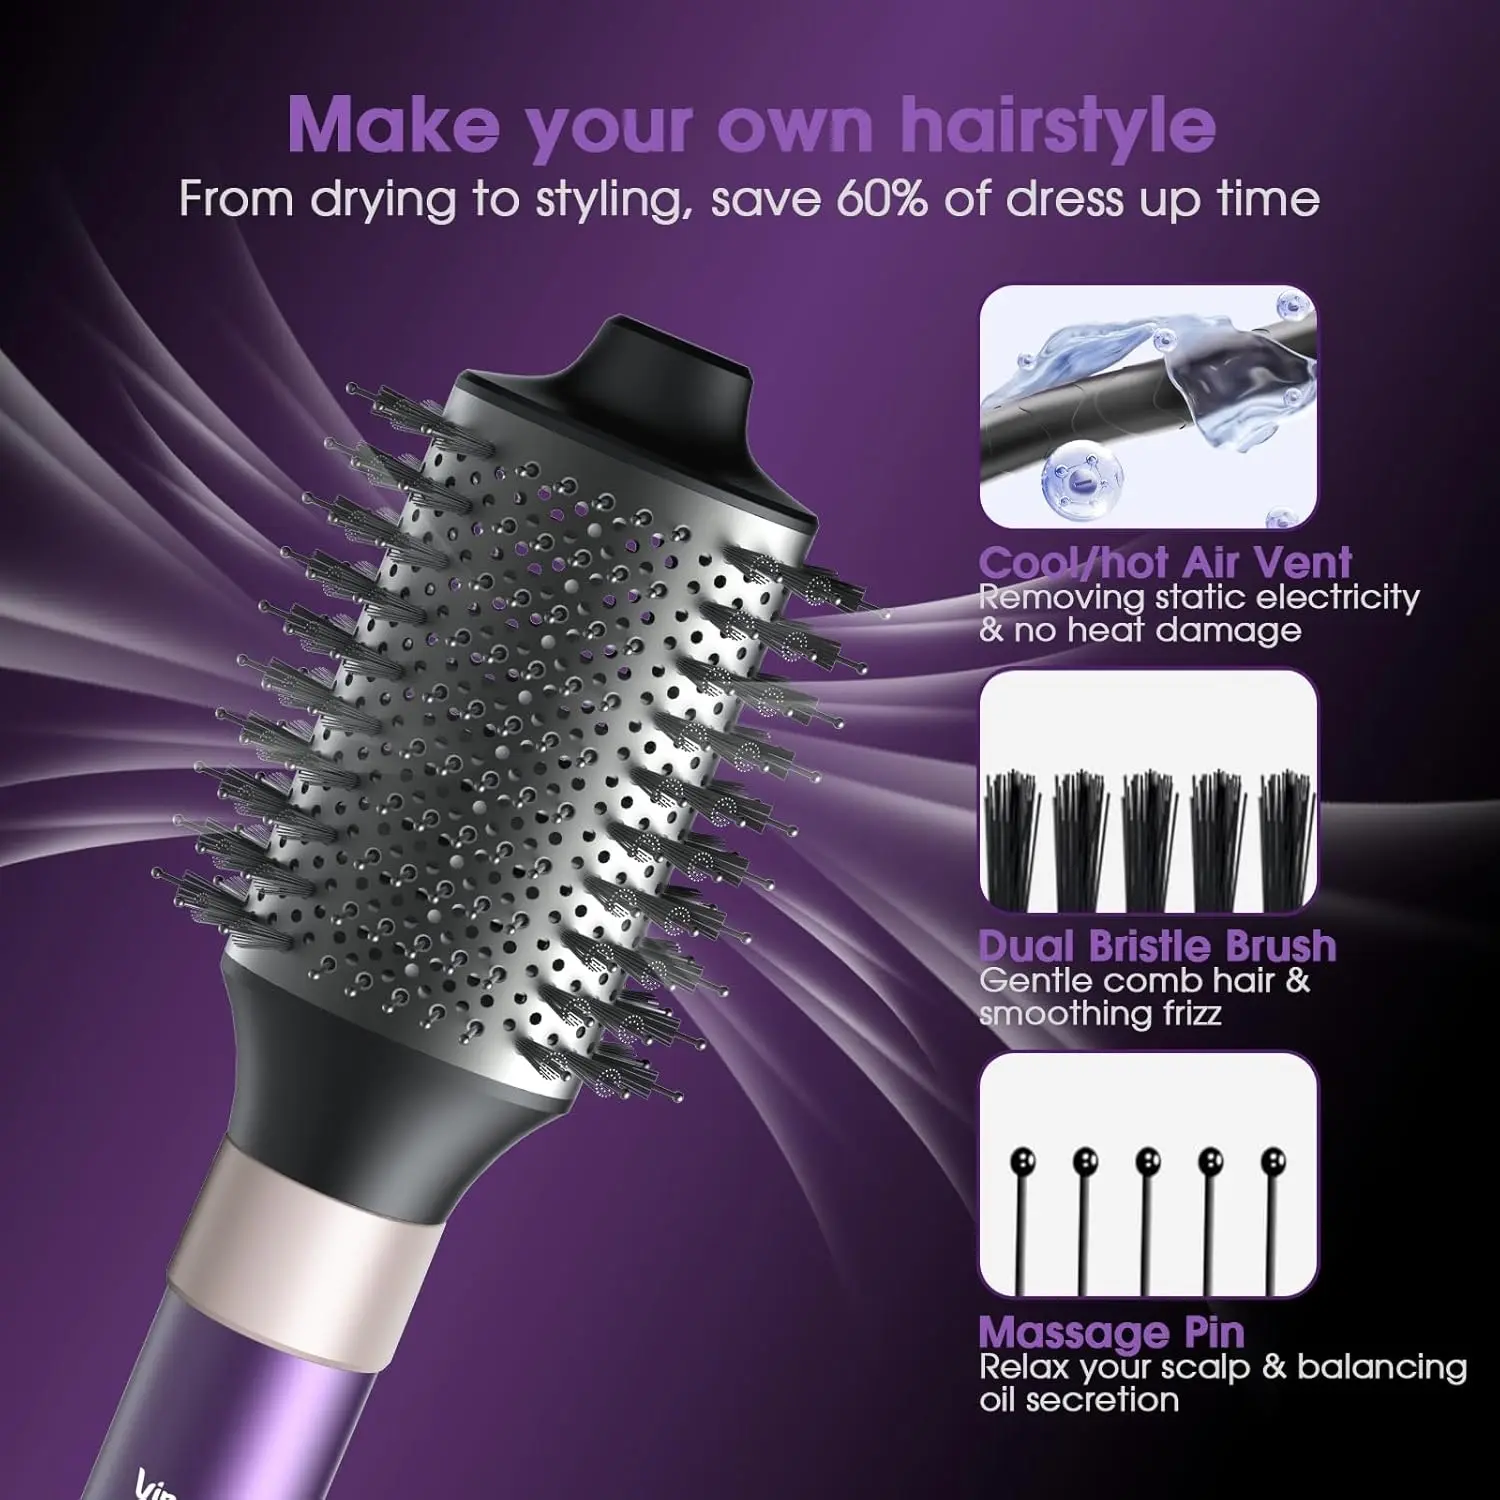 Make your own hairstyle
From drying to styling, save 60% of dress up time
Cool/hot Air Vent
Removing static electricity
& no heat damage
Dual Bristle Brush
Gentle comb hair &
smoothing frizz
Massage Pin
Relax your scalp & balancing
oil secretion